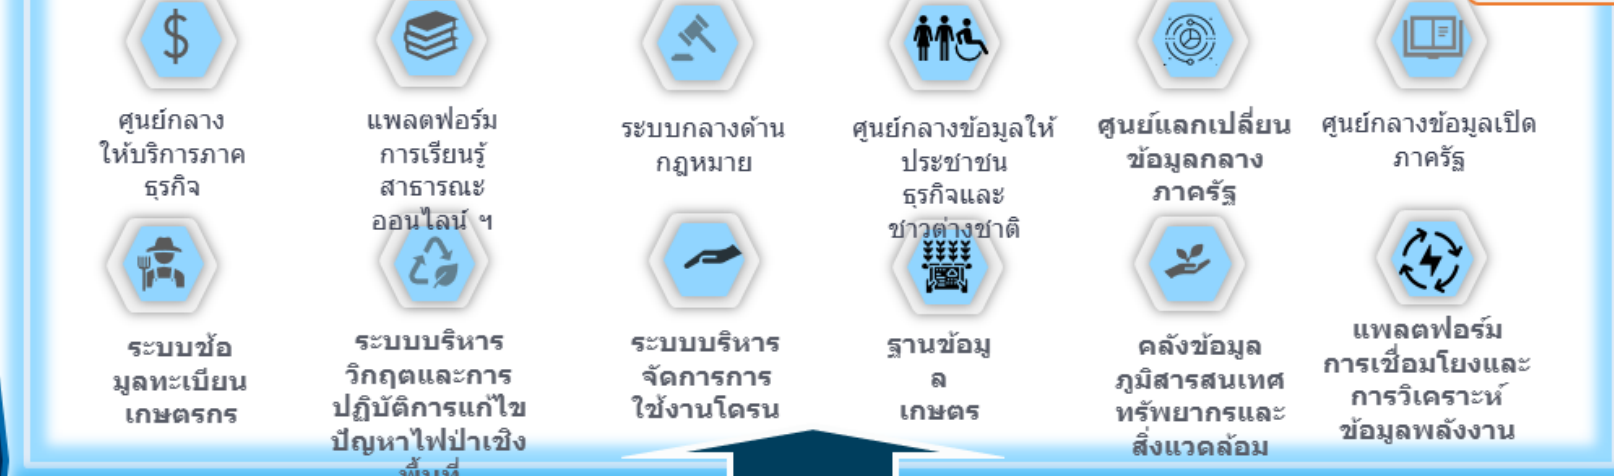 ศูนย์กลาง
ให้บริการภาค
ธุรกิจ
แพลตฟอร์ม
การเรียนรู้
สาธารณะ
ออนไลน์ ฯ
ระบบกลางด้าน
กฎหมาย
ศูนย์กลางข้อมูลให้
ประชาชน
ธุรกิจและ
ชาวต่างชาติ
ศูนย์แลกเปลี่ยน
ข้อมูลกลาง
ภาครัฐ
ศูนย์กลางข้อมูลเปิด
ภาครัฐ
ระบบข้อ
มูลทะเบียน
เกษตรกร
ระบบบริหาร
วิกฤตและการ
ปฏิบัติการแก้ไข
ปัญหาไฟป่าเชิง
พื้นที่
ระบบบริหาร
จัดการการ
ใช้งานโดรน
ฐานข้อมู
ล
เกษตร
คลังข้อมูล
ภูมิสารสนเทศ
ทรัพยากรและ
สิ่งแวดล้อม
แพลตฟอร์ม
การเชื่อมโยงและ
การวิเคราะห์
ข้อมูลพลังงาน